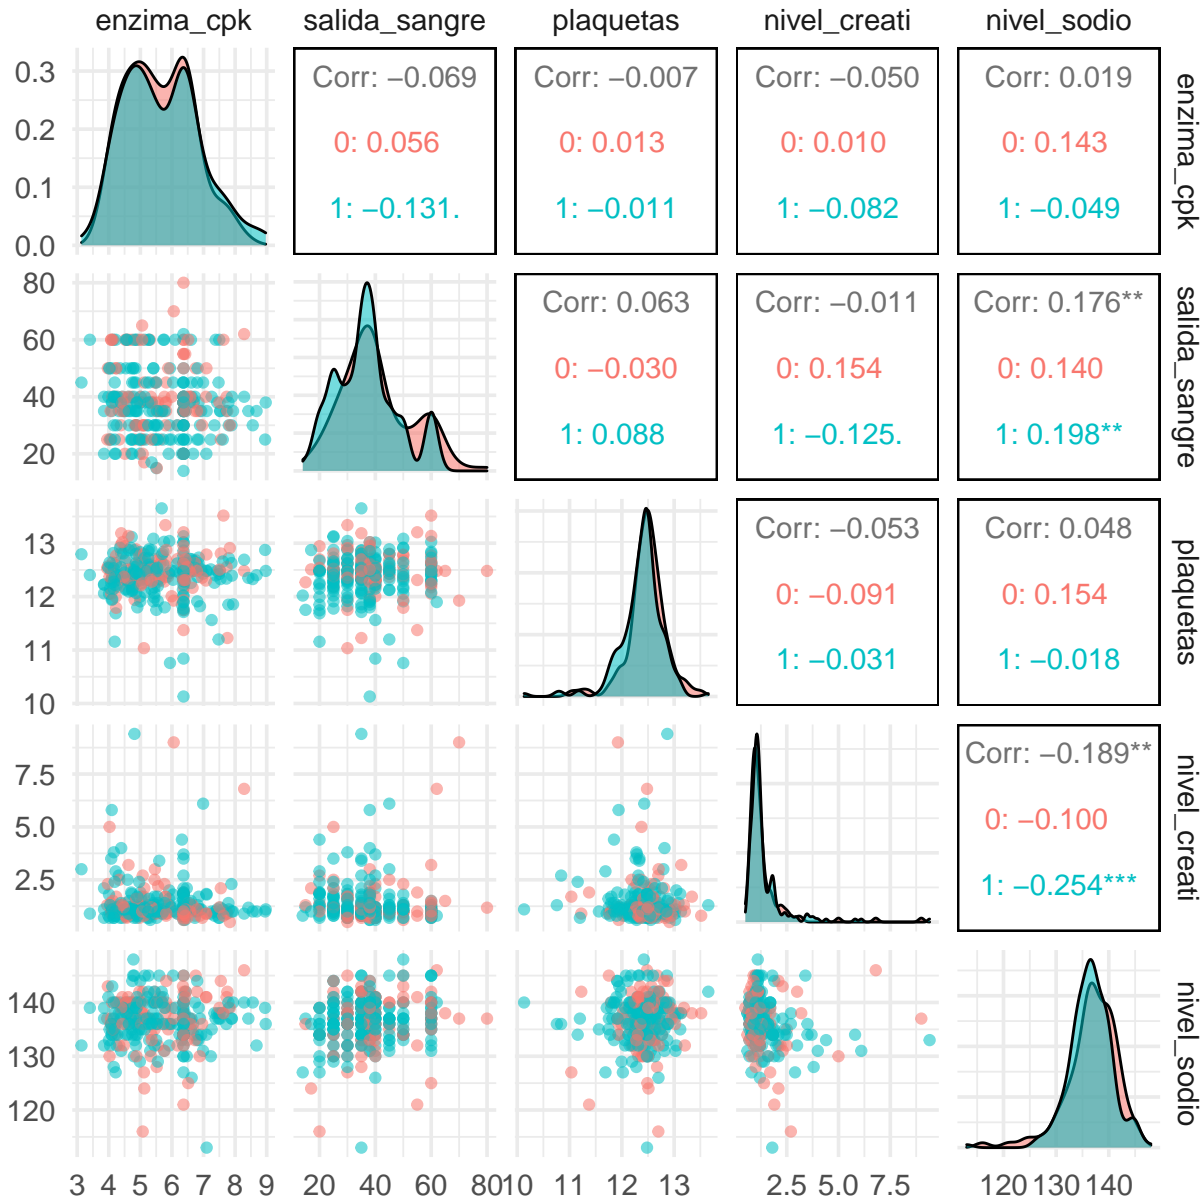 enzima_cpk salida_sangre plaquetas nivel_creati nivel_sodio
0.3
0.2
0.1
0.0
Corr: −0.069
0: 0.056
1: −0.131.
Corr: −0.007
0: 0.013
1: −0.011
Corr: −0.050
0: 0.010
1: −0.082
Corr: 0.019
0: 0.143
1: −0.049
enzima_cpk
80
60
40
20
Corr: 0.063
0: −0.030
1: 0.088
Corr: −0.011
0: 0.154
1: −0.125.
Corr: 0.176**
0: 0.140
1: 0.198**
salida_sangre
13
12
11
10
Corr: −0.053
0: −0.091
1: −0.031
Corr: 0.048
0: 0.154
1: −0.018
plaquetas
7.5
5.0
2.5
Corr: −0.189**
0: −0.100
1: −0.254***
nivel_creati
140
130
120
nivel_sodio
3 4 5 6 7 8 9 20 40 60 80 10 11 12 13 2.5 5.0 7.5 120 130 140